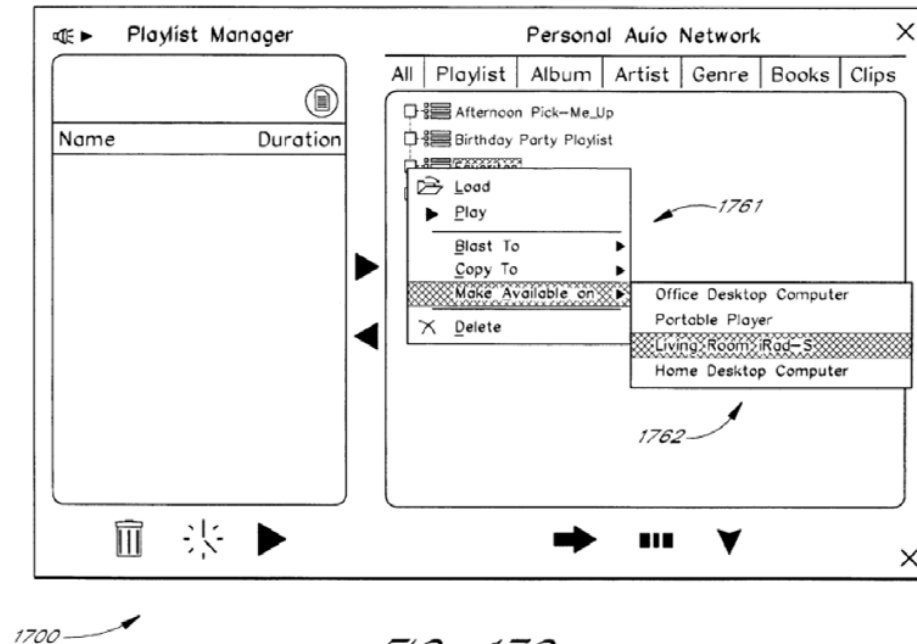 Playlist Manager
Personal Auio Network
All Playlist Album Artist Genre Books Clips
Name Duration
Afternoon Pick-Me_Up
Birthday Party Playlist
Favorites
Load
Play
1761
Blast To
Copy To
Make Available on
Delete
Office Desktop Computer
Portable Player
Living Room iRad-S
Home Desktop Computer
1762
1700